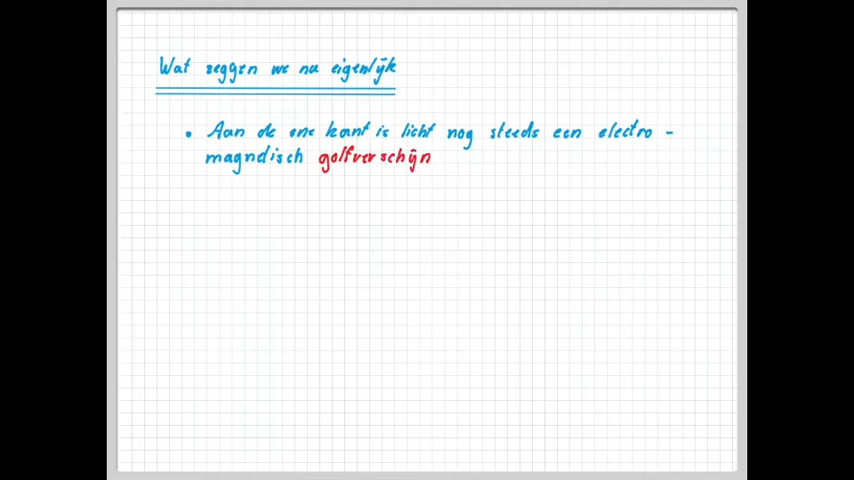 Wat zeggen we nu eigenlijk
• Aan de ene kant is licht nog steeds een electro -
magnetisch golfverschijn